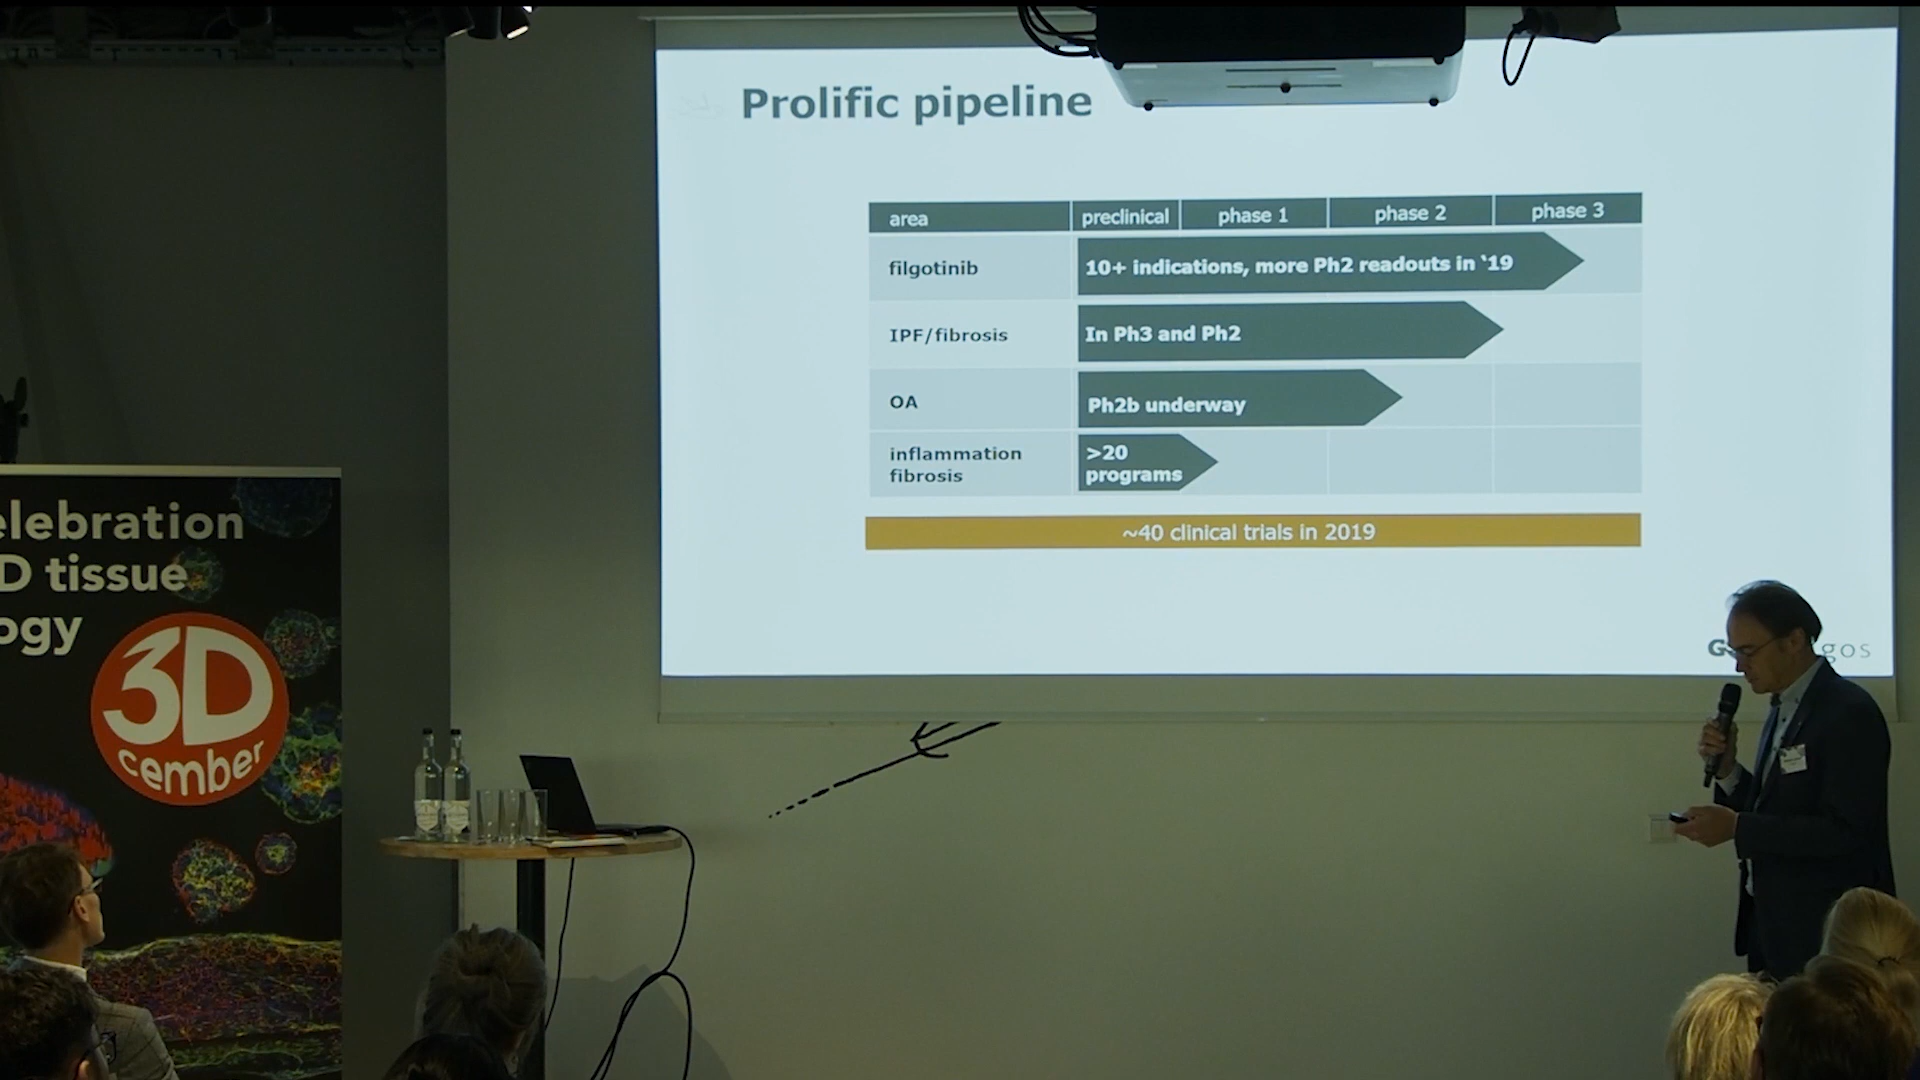 Prolific pipeline
area preclinical phase 1 phase 2 phase 3
filgotinib 10+ indications, more Ph2 readouts in ‘19
IPF/fibrosis In Ph3 and Ph2
OA Ph2b underway
inflammation
fibrosis
>20
programs
~40 clinical trials in 2019
G
gos
elebration
D tissue
ogy
3D
cember